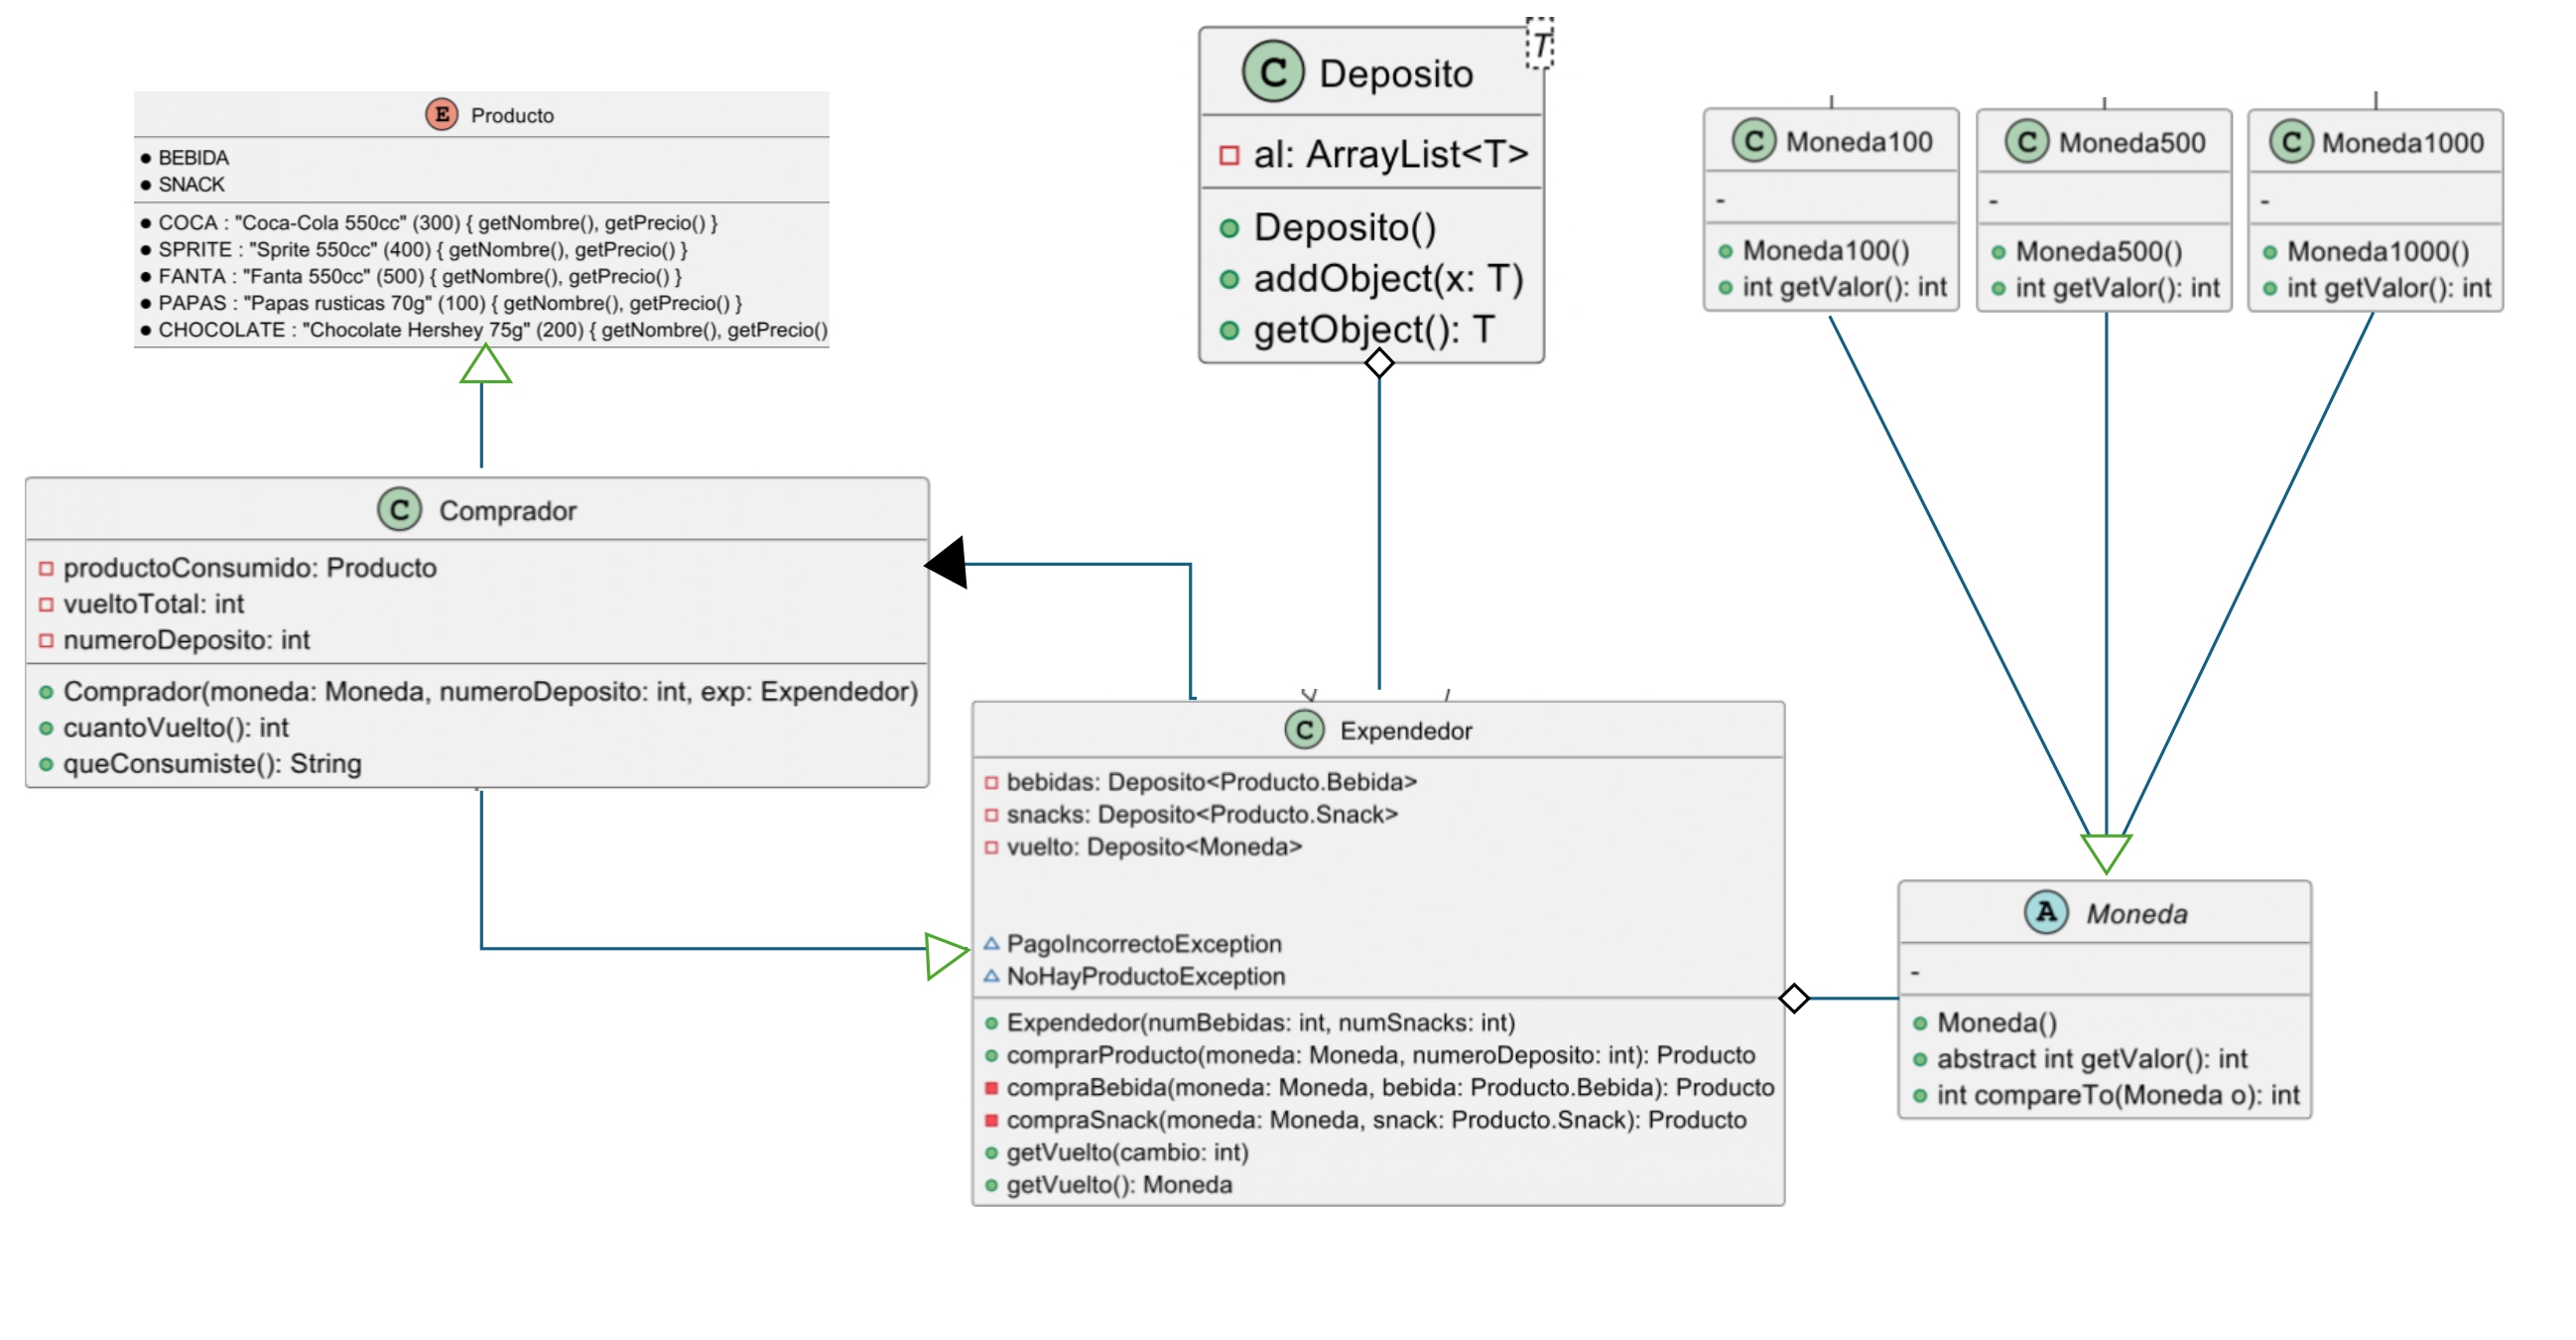 E Producto
BEBIDA
SNACK
COCA : "Coca-Cola 550cc" (300) { getNombre(), getPrecio() }
SPRITE : "Sprite 550cc" (400) { getNombre(), getPrecio() }
FANTA : "Fanta 550cc" (500) { getNombre(), getPrecio() }
PAPAS : "Papas rusticas 70g" (100) { getNombre(), getPrecio() }
CHOCOLATE : "Chocolate Hershey 75g" (200) { getNombre(), getPrecio()
T
C Deposito
al: ArrayList<T>
Deposito()
addObject(x: T)
getObject(): T
C Moneda100
-
Moneda100()
int getValor(): int
C Moneda500
-
Moneda500()
int getValor(): int
C Moneda1000
-
Moneda1000()
int getValor(): int
C Comprador
productoConsumido: Producto
vueltoTotal: int
numeroDeposito: int
Comprador(moneda: Moneda, numeroDeposito: int, exp: Expendedor)
cuantoVuelto(): int
queConsumiste(): String
C Expendedor
bebidas: Deposito<Producto.Bebida>
snacks: Deposito<Producto.Snack>
vuelto: Deposito<Moneda>
PagoIncorrectoException
NoHayProductoException
Expendedor(numBebidas: int, numSnacks: int)
comprarProducto(moneda: Moneda, numeroDeposito: int): Producto
compraBebida(moneda: Moneda, bebida: Producto.Bebida): Producto
compraSnack(moneda: Moneda, snack: Producto.Snack): Producto
getVuelto(cambio: int)
getVuelto(): Moneda
A Moneda
-
Moneda()
abstract int getValor(): int
int compareTo(Moneda o): int